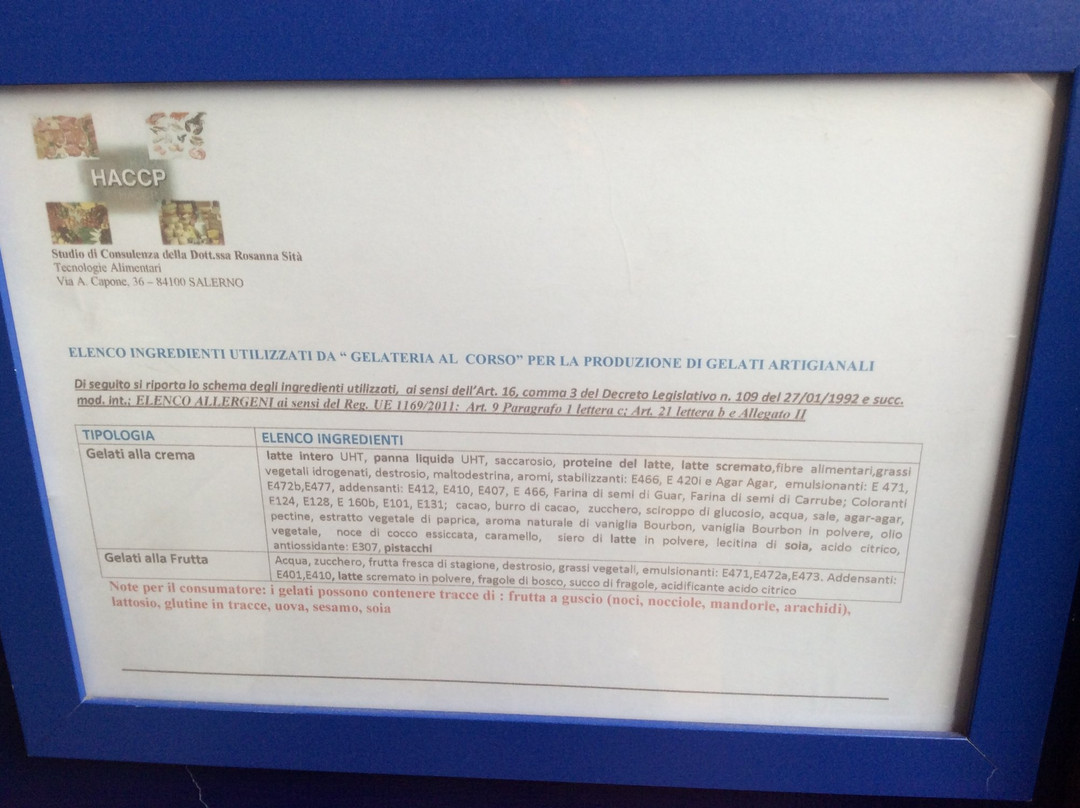 HACCP
Studio di Consulenza della Dott.ssa Rosanna Sità
Tecnologie Alimentari
Via A. Capone, 36 – 84100 SALERNO
ELENCO INGREDIENTI UTILIZZATI DA “ GELATERIA AL CORSO” PER LA PRODUZIONE DI GELATI ARTIGIANALI
Di seguito si riporta lo schema degli ingredienti utilizzati, ai sensi dell’Art. 16, comma 3 del Decreto Legislativo n. 109 del 27/01/1992 e succ.
mod. int.; ELENCO ALLERGENI ai sensi del Reg. UE 1169/2011: Art. 9 Paragrafo 1 lettera c; Art. 21 lettera b e Allegato II
TIPOLOGIA ELENCO INGREDIENTI
Gelati alla crema
latte intero UHT, panna liquida UHT, saccarosio, proteine del latte, latte scremato,fibre alimentari,grassi
vegetali idrogenati, destrosio, maltodestrina, aromi, stabilizzanti: E466, E 420i e Agar Agar, emulsionanti: E 471,
E472b,E477, addensanti: E412, E410, E407, E 466, Farina di semi di Guar, Farina di semi di Carrube; Coloranti
E124, E128, E 160b, E101, E131; cacao, burro di cacao, zucchero, sciroppo di glucosio, acqua, sale, agar-agar,
pectine, estratto vegetale di paprica, aroma naturale di vaniglia Bourbon, vaniglia Bourbon in polvere, olio
vegetale, noce di cocco essiccata, caramello, siero di latte in polvere, lecitina di soia, acido citrico,
antiossidante: E307, pistacchi
Gelati alla Frutta
Acqua, zucchero, frutta fresca di stagione, destrosio, grassi vegetali, emulsionanti: E471,E472a,E473. Addensanti:
E401,E410, latte scremato in polvere, fragole di bosco, succo di fragole, acidificante acido citrico
Note per il consumatore: i gelati possono contenere tracce di : frutta a guscio (noci, nocciole, mandorle, arachidi),
lattosio, glutine in tracce, uova, sesamo, soia